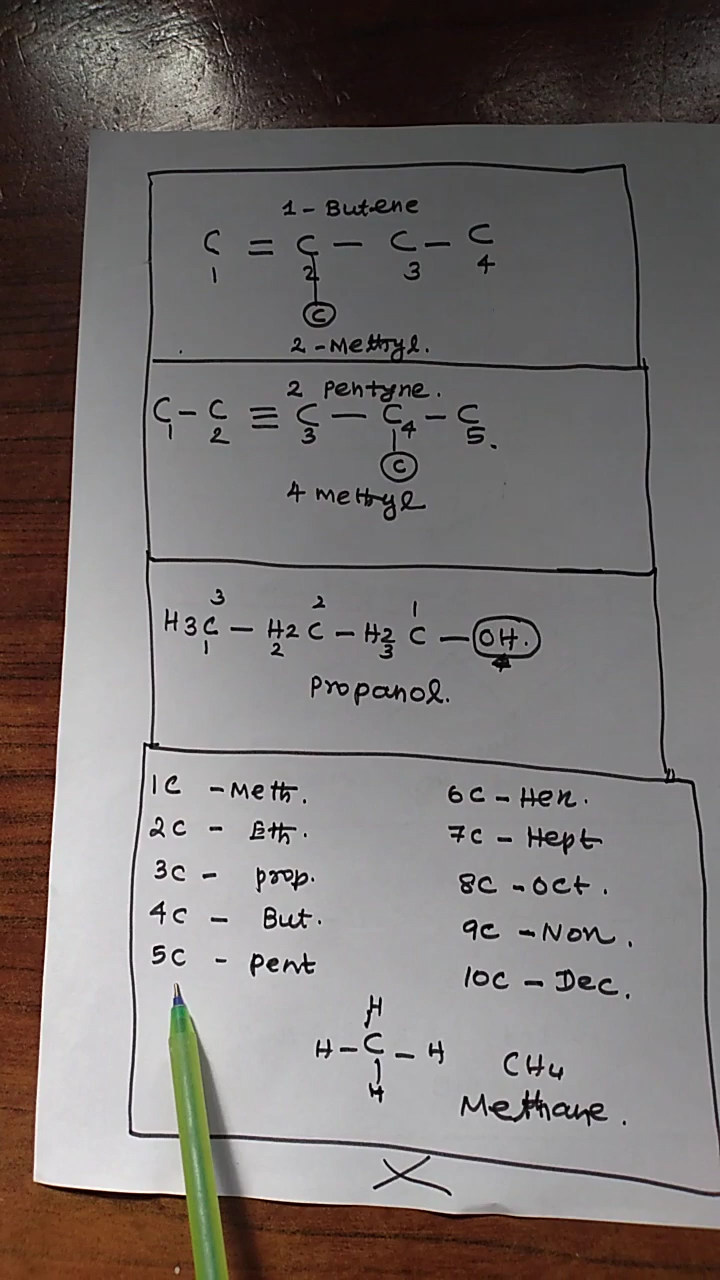 1 - Butene
C = C - C - C
1 2 3 4
C
2 - Methyl.
2 Pentyne.
C - C ≡ C - C - C
1 2 3 4 5.
C
4 methyl
3 2 1
H3C - H2C - H2C - OH.
1 2 3 4
Propanol.
1C - Meth. 6C - Hex.
2C - Eth. 7C - Hept
3C - prop. 8C - Oct.
4C - But. 9C - Non.
5C - pent 10C - Dec.
H
H - C - H CH4
H Methane.